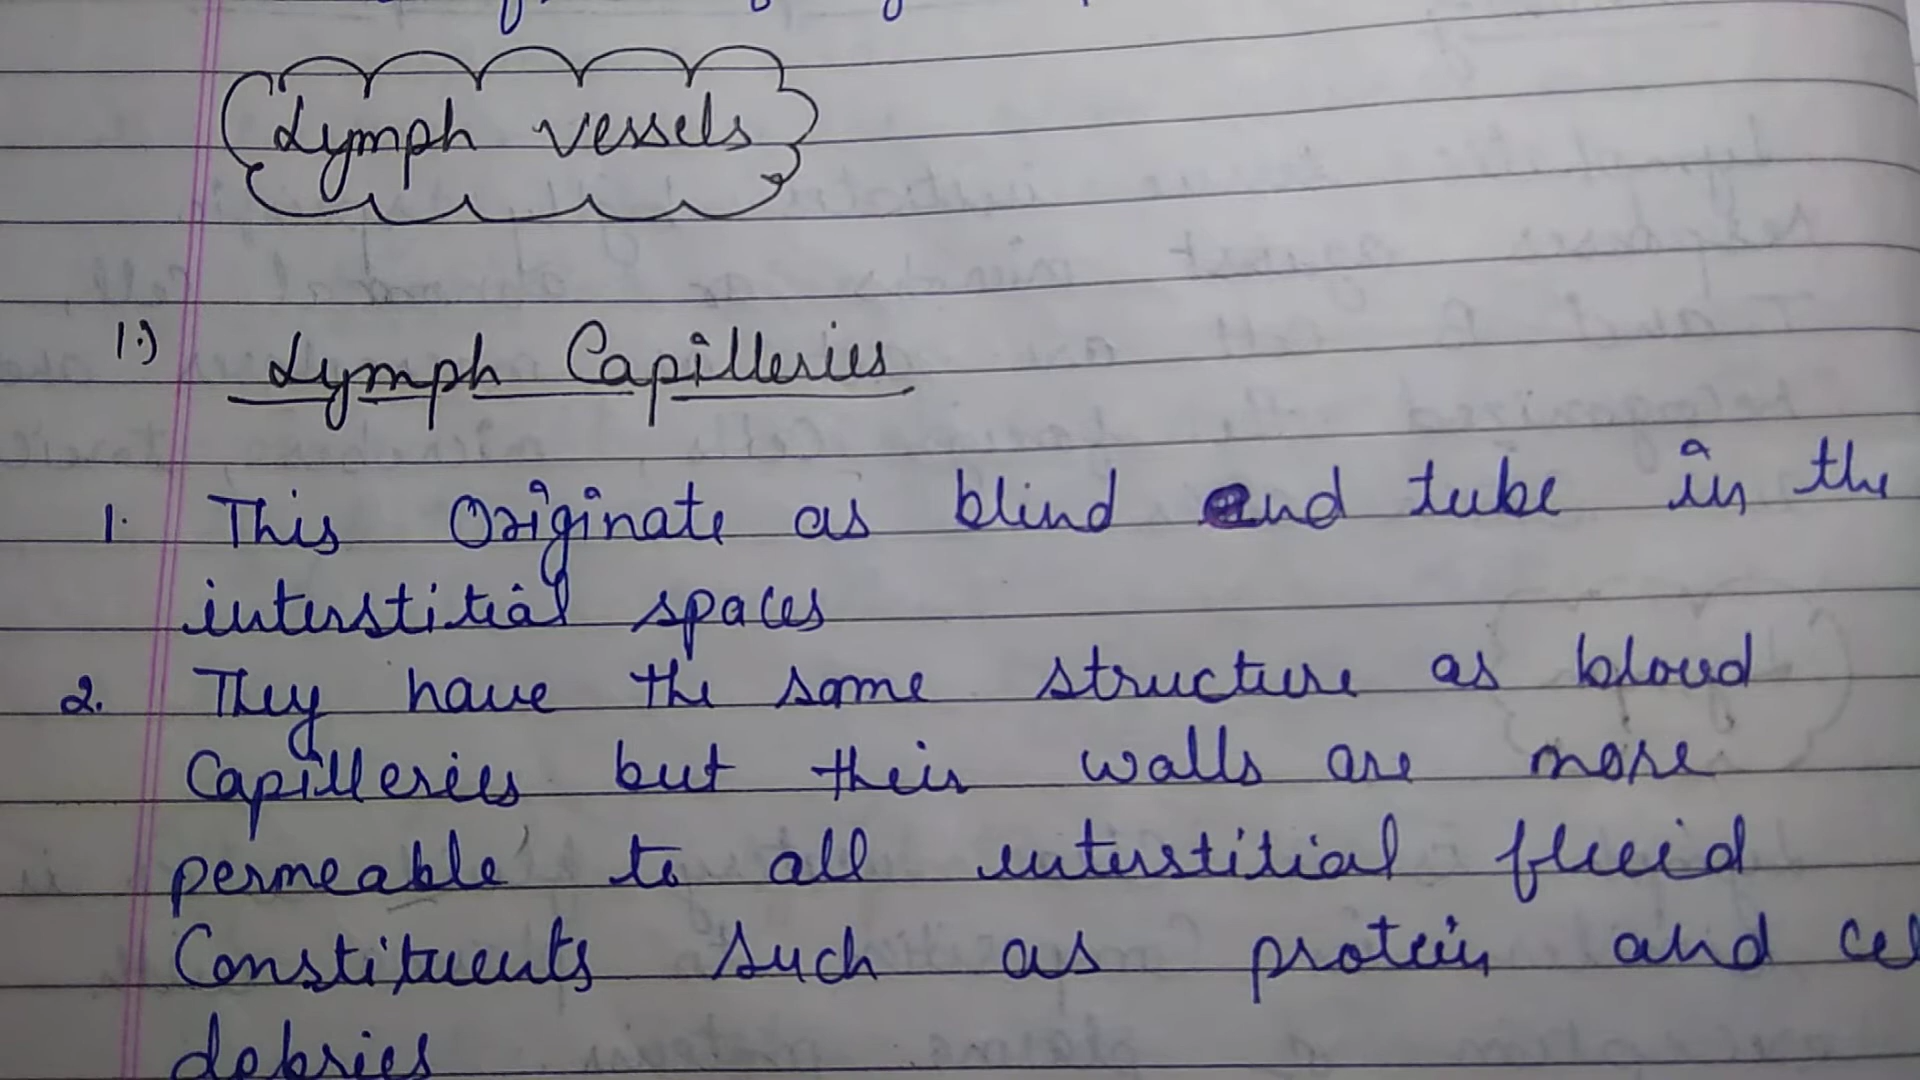 Lymph vessels
1.) Lymph Capilleries
1. This Originate as blind end tube in the
interstitial spaces
2. They have the same structure as blood
Capilleries but their walls are more
permeable to all interstitial fluid
Constituents such as protein and cel
debries